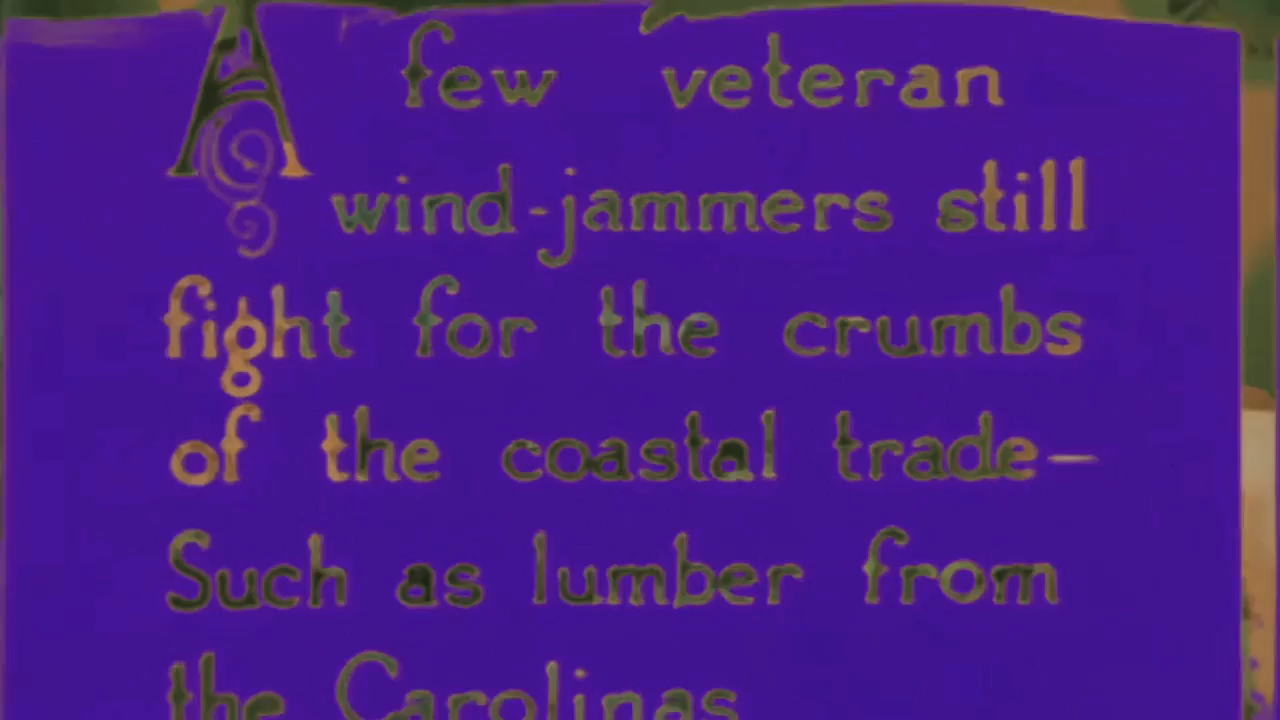 A few veteran
wind-jammers still
fight for the crumbs
of the coastal trade—
Such as lumber from
the Carolinas